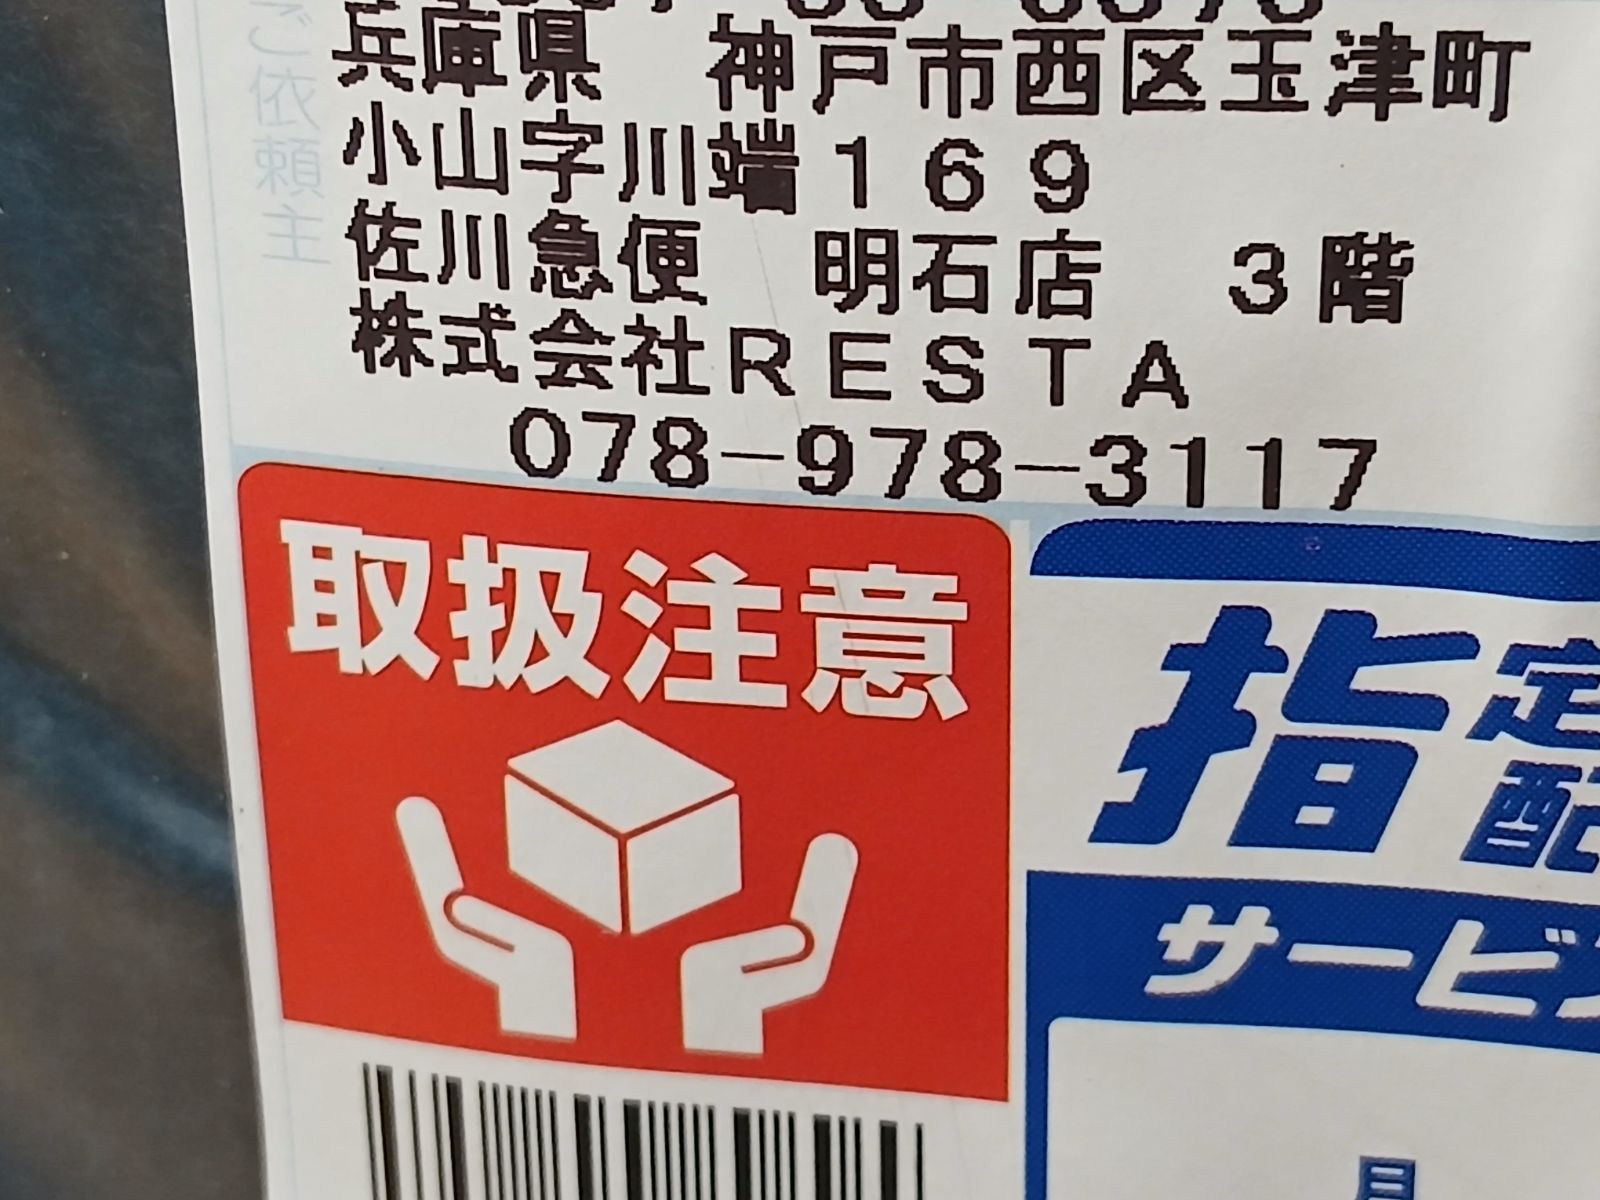 ご依頼主
兵庫県 神戸市西区玉津町
小山字川端169
佐川急便 明石店 3階
株式会社RESTA
078-978-3117
取扱注意
指定
配
サービ